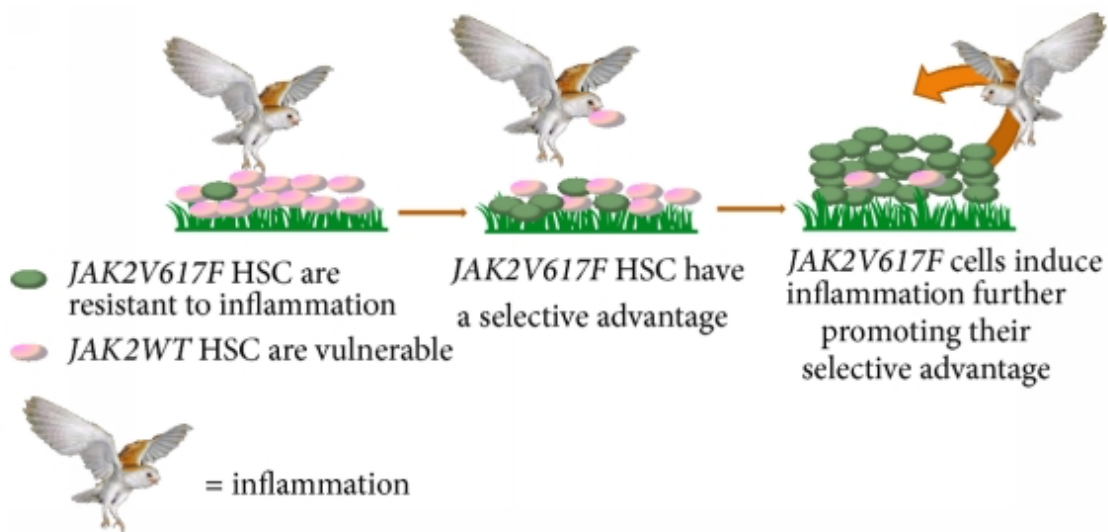 JAK2V617F HSC are
resistant to inflammation
JAK2WT HSC are vulnerable
JAK2V617F HSC have
a selective advantage
JAK2V617F cells induce
inflammation further
promoting their
selective advantage
= inflammation